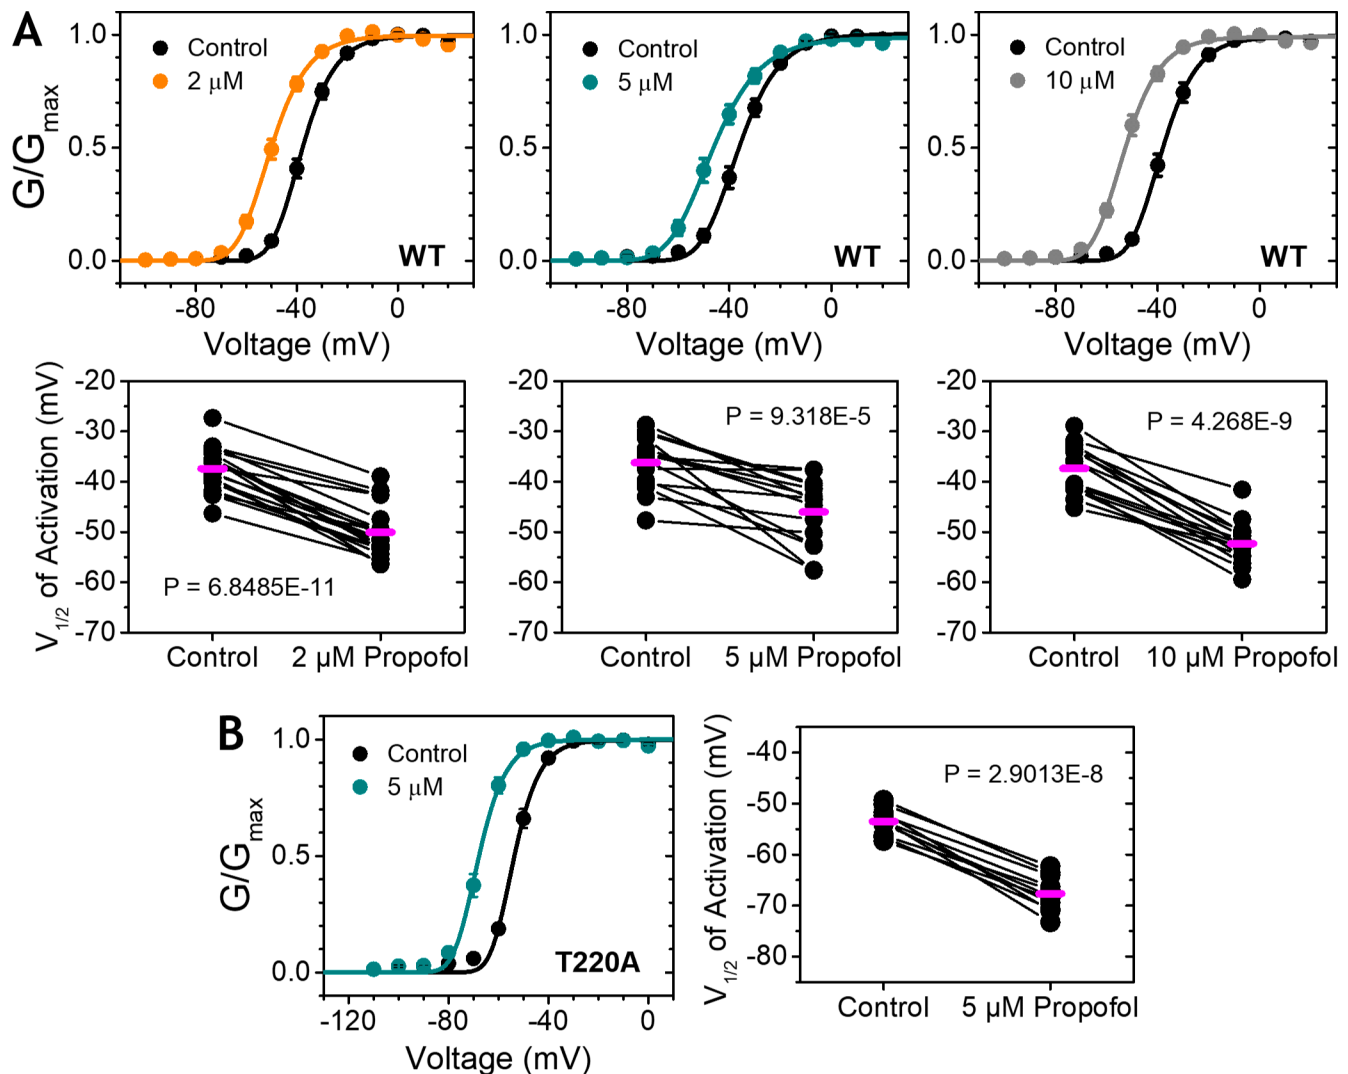 A
1.0
0.5
0.0
G/Gmax
Control
2 μM
WT
-80
-40
0
Voltage (mV)
1.0
0.5
0.0
Control
5 μM
WT
-80
-40
0
Voltage (mV)
1.0
0.5
0.0
Control
10 μM
WT
-80
-40
0
Voltage (mV)
V1/2 of Activation (mV)
-20
-30
-40
-50
-60
-70
P = 6.8485E-11
Control
2 μM Propofol
-20
-30
-40
-50
-60
-70
P = 9.318E-5
Control
5 μM Propofol
-20
-30
-40
-50
-60
-70
P = 4.268E-9
Control
10 μM Propofol
B
G/Gmax
1.0
0.5
0.0
Control
5 μM
T220A
-120
-80
-40
0
Voltage (mV)
V1/2 of Activation (mV)
-40
-50
-60
-70
-80
P = 2.9013E-8
Control
5 μM Propofol